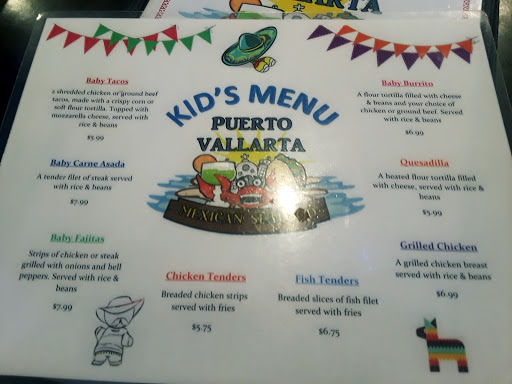 KID'S MENU
PUERTO
VALLARTA
Baby Tacos
a shredded chicken or ground beef
tacos, made with a crispy corn or
soft flour tortilla. Topped with
mozzarella cheese, served with
rice & beans
$5.99
Baby Carne Asada
A tender filet of steak served
with rice & beans
$7.99
Baby Fajitas
Strips of chicken or steak
grilled with onions and bell
peppers. Served with rice &
beans
$7.99
Chicken Tenders
Breaded chicken strips
served with fries
$5.75
Fish Tenders
Breaded slices of fish filet
served with fries
$6.75
Baby Burrito
A flour tortilla filled with cheese
& beans and your choice of
chicken or ground beef. Served
with rice & beans
$6.99
Quesadilla
A heated flour tortilla filled
with cheese, served with rice &
beans
$5.99
Grilled Chicken
A grilled chicken breast
served with rice & beans
$6.99
MEXICAN
VALLARTA